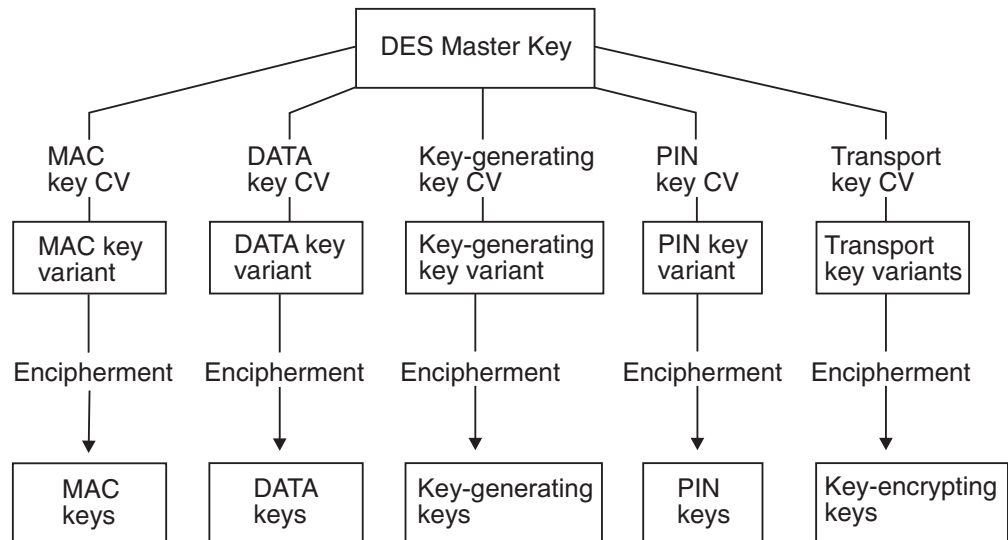 DES Master Key
MAC
key CV
DATA
key CV
Key-generating
key CV
PIN
key CV
Transport
key CV
MAC key
variant
DATA key
variant
Key-generating
key variant
PIN key
variant
Transport
key variants
Encipherment
Encipherment
Encipherment
Encipherment
Encipherment
MAC
keys
DATA
keys
Key-generating
keys
PIN
keys
Key-encrypting
keys